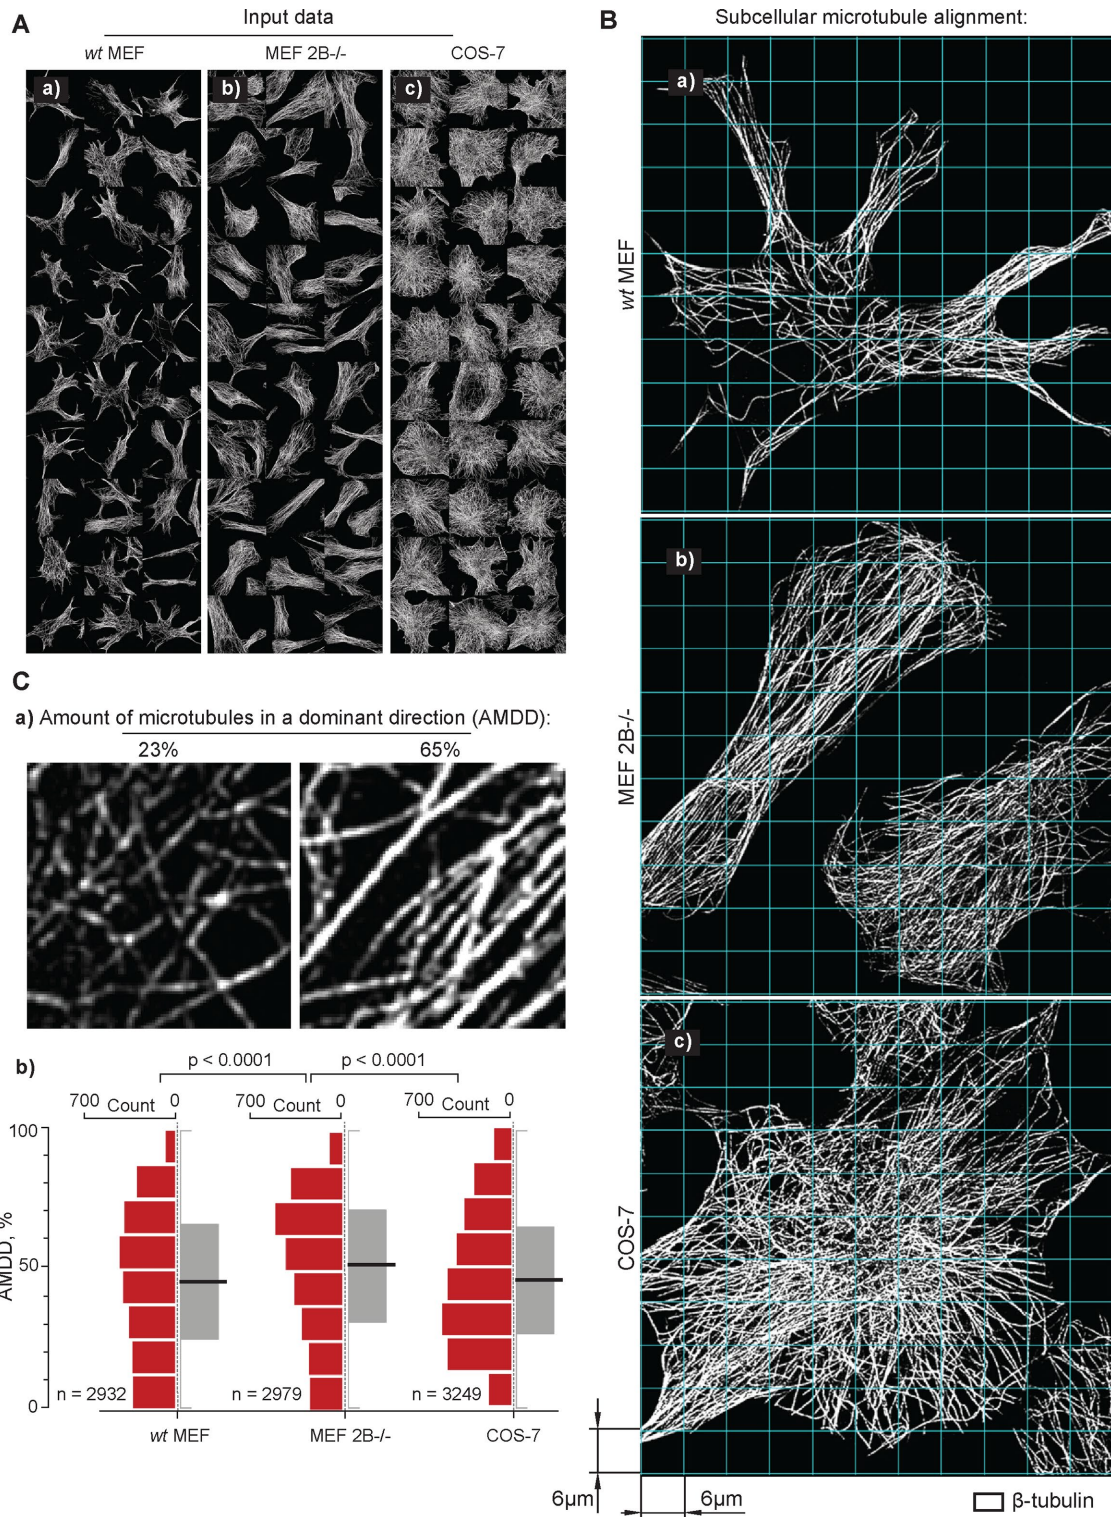 A
Input data
wt MEF
MEF 2B-/-
COS-7
a)
b)
c)
B
Subcellular microtubule alignment:
a)
wt MEF
b)
MEF 2B-/-
c)
COS-7
6µm
6µm
β-tubulin
C
a) Amount of microtubules in a dominant direction (AMDD):
23%
65%
b)
p < 0.0001
p < 0.0001
700
0
Count
700
0
Count
700
0
Count
100
50
0
AMDD, %
n = 2932
n = 2979
n = 3249
wt MEF
MEF 2B-/-
COS-7